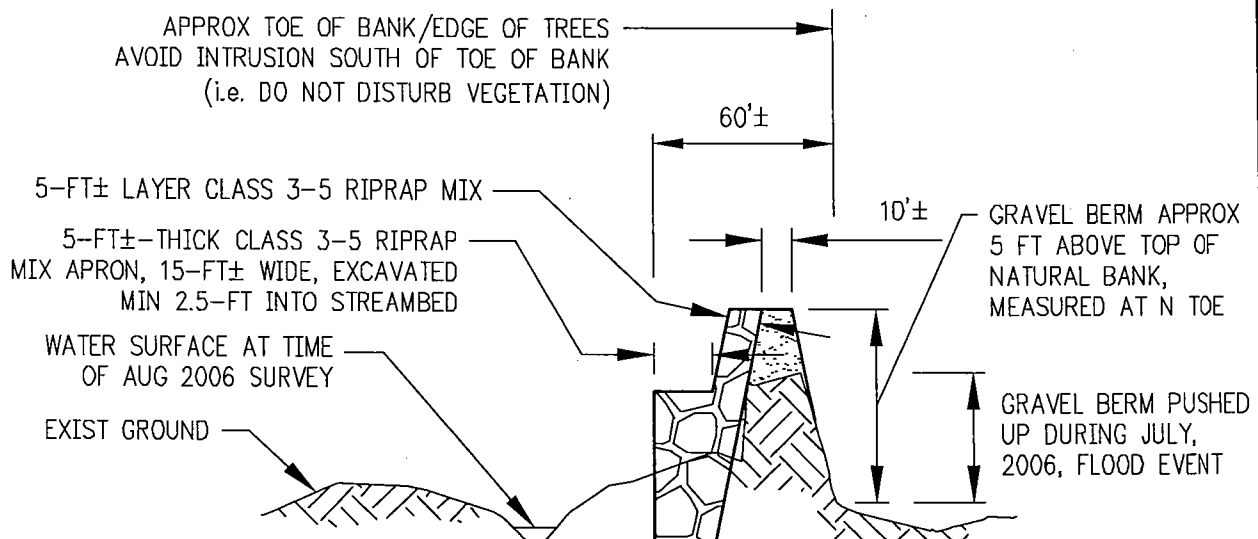 APPROX TOE OF BANK/EDGE OF TREES
AVOID INTRUSION SOUTH OF TOE OF BANK
(i.e. DO NOT DISTURB VEGETATION)
60'±
5-FT± LAYER CLASS 3-5 RIPRAP MIX
10'±
GRAVEL BERM APPROX
5 FT ABOVE TOP OF
NATURAL BANK,
MEASURED AT N TOE
5-FT±-THICK CLASS 3-5 RIPRAP
MIX APRON, 15-FT± WIDE, EXCAVATED
MIN 2.5-FT INTO STREAMBED
WATER SURFACE AT TIME
OF AUG 2006 SURVEY
EXIST GROUND
GRAVEL BERM PUSHED
UP DURING JULY,
2006, FLOOD EVENT